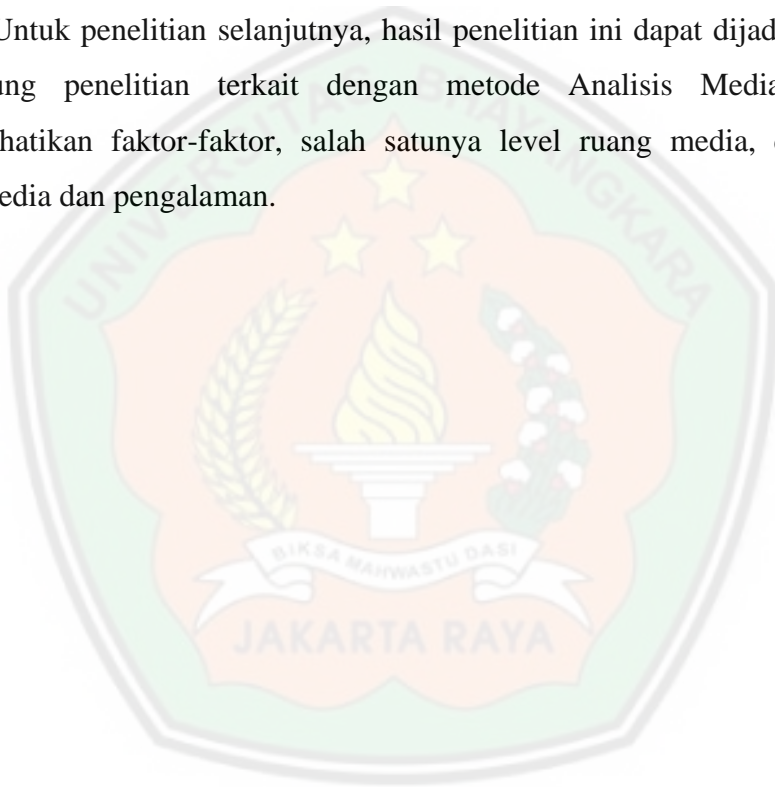 Untuk penelitian selanjutnya, hasil penelitian ini dapat dijad
ung penelitian terkait dengan metode Analisis Media
hatikan faktor-faktor, salah satunya level ruang media,
edia dan pengalaman.
UNIVERSITAS BHAYANGKARA
BIKSA MAHWASTU DASI
JAKARTA RAYA